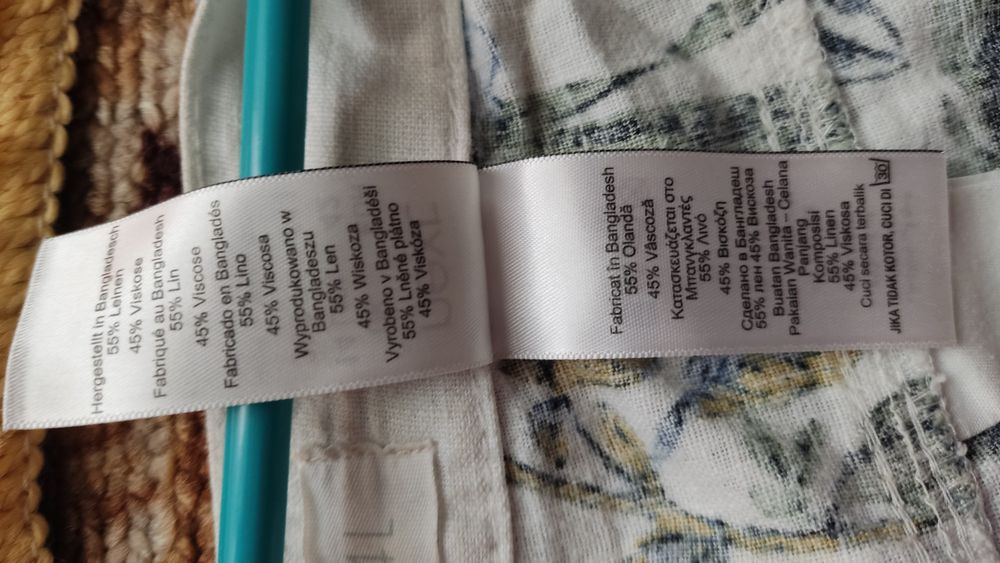 Hergestellt in Bangladesch
55% Leinen
45% Viskose
Fabriqué au Bangladesh
55% Lin
45% Viscose
Fabricado en Bangladés
55% Lino
45% Viscosa
Wyprodukowano w
Bangladeszu
55% Len
45% Wiskoza
Vyrobeno v Bangladéši
55% Lněné plátno
45% Viskóza
Fabricat in Bangladesh
55% Olandă
45% Vâscoză
Κατασκευάζεται στο
Μπανγκλαντές
55% Λινό
45% Βισκόζη
Сделано в Бангладеш
55% лен 45% Вискоза
Buatan Bangladesh
Pakaian Wanita – Celana
Panjang
Komposisi
55% Linen
45% Viskosa
Cuci secara terbalik
JIKA TIDAK KOTOR, CUCI DI 30